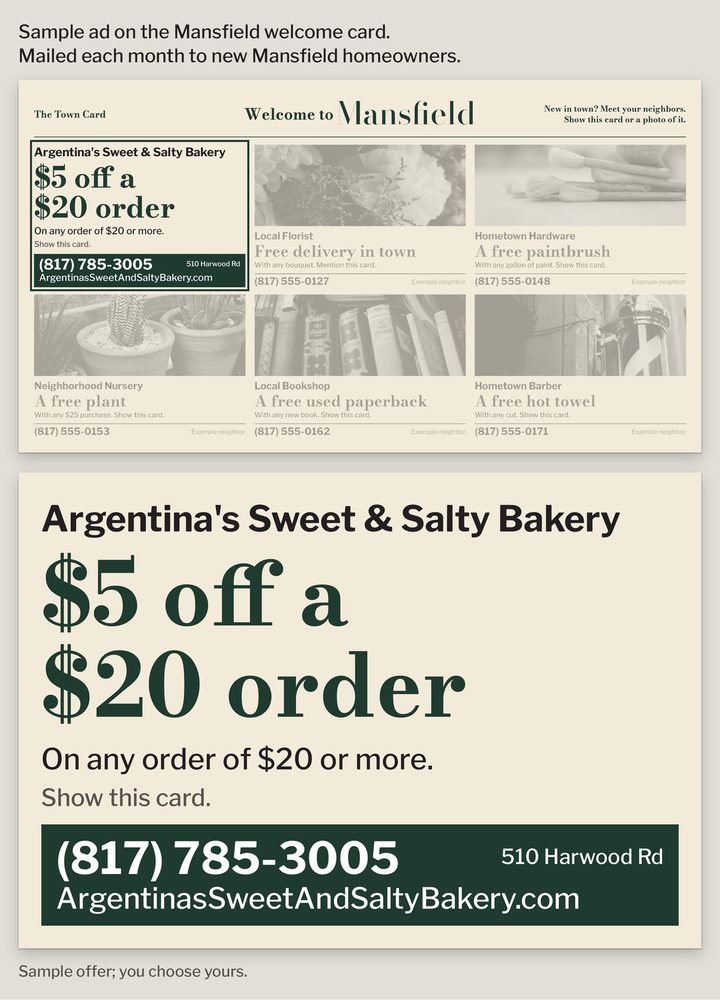 Sample ad on the Mansfield welcome card.
Mailed each month to new Mansfield homeowners.
The Town Card
Welcome to Mansfield
New in town? Meet your neighbors.
Show this card or a photo of it.
Argentina's Sweet & Salty Bakery
$5 off a
$20 order
On any order of $20 or more.
Show this card.
(817) 785-3005
510 Harwood Rd
ArgentinasSweetAndSaltyBakery.com
Local Florist
Free delivery in town
With any bouquet. Mention this card.
(817) 555-0127
Example neighbor
Hometown Hardware
A free paintbrush
With any gallon of paint. Show this card.
(817) 555-0148
Example neighbor
Neighborhood Nursery
A free plant
With any $25 purchase. Show this card.
(817) 555-0153
Example neighbor
Local Bookshop
A free used paperback
With any new book. Show this card.
(817) 555-0162
Example neighbor
Hometown Barber
A free hot towel
With any cut. Show this card.
(817) 555-0171
Example neighbor
Argentina's Sweet & Salty Bakery
$5 off a
$20 order
On any order of $20 or more.
Show this card.
(817) 785-3005
510 Harwood Rd
ArgentinasSweetAndSaltyBakery.com
Sample offer; you choose yours.